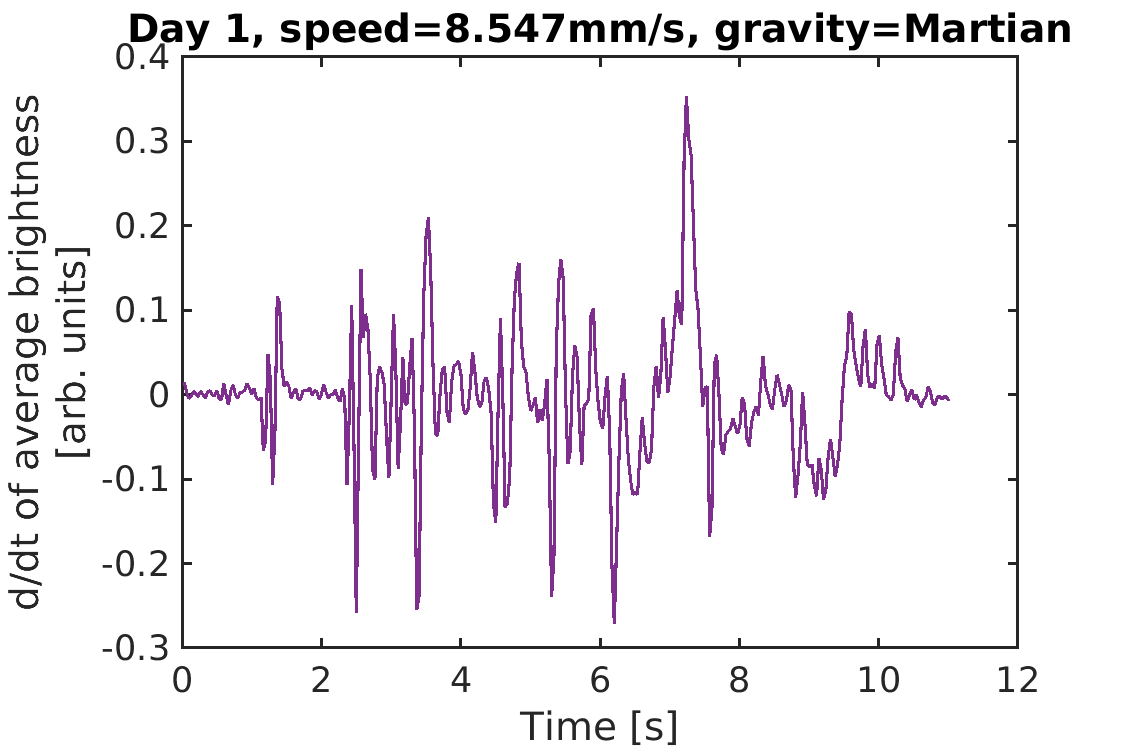 Day 1, speed=8.547mm/s, gravity=Martian
d/dt of average brightness
[arb. units]
0.4
0.3
0.2
0.1
0
-0.1
-0.2
-0.3
0 2 4 6 8 10 12
Time [s]